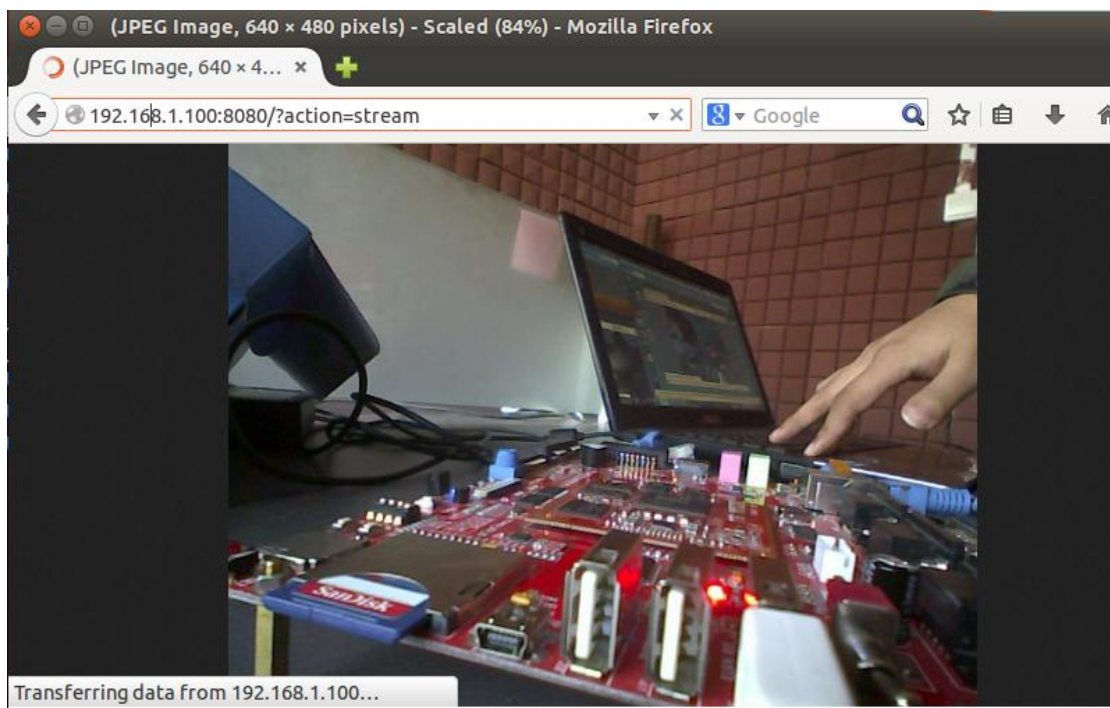 (JPEG Image, 640 × 480 pixels) - Scaled (84%) - Mozilla Firefox
(JPEG Image, 640 × 4...
192.168.1.100:8080/?action=stream
8 Google
SanDisk
Transferring data from 192.168.1.100...